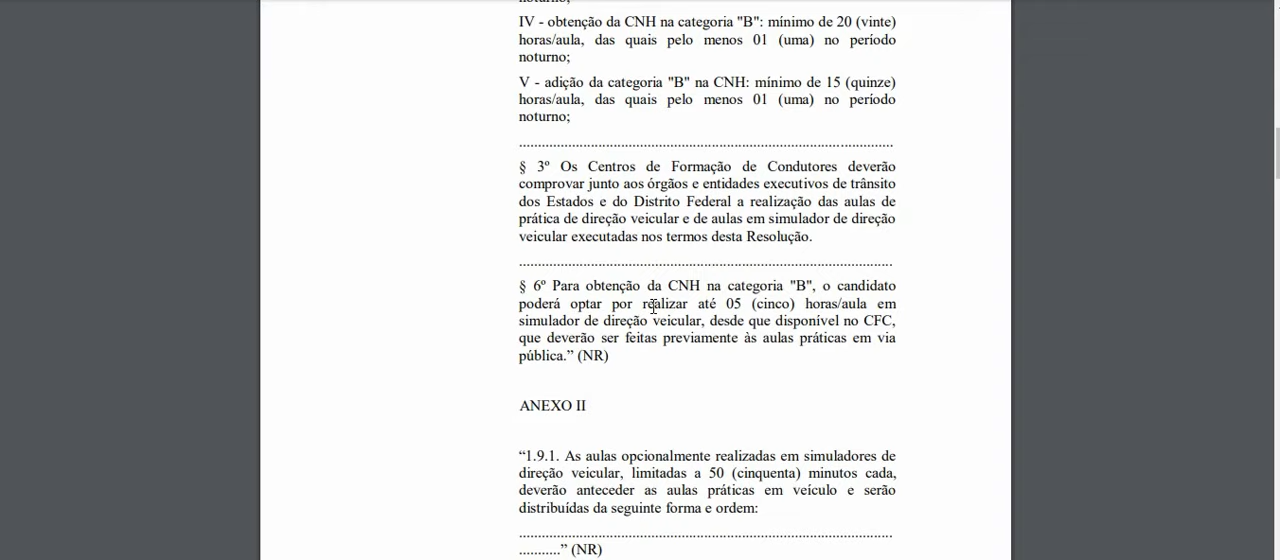 noturno;
IV - obtenção da CNH na categoria "B": mínimo de 20 (vinte)
horas/aula, das quais pelo menos 01 (uma) no período
noturno;
V - adição da categoria "B" na CNH: mínimo de 15 (quinze)
horas/aula, das quais pelo menos 01 (uma) no período
noturno;
....................................................................................................
§ 3º Os Centros de Formação de Condutores deverão
comprovar junto aos órgãos e entidades executivos de trânsito
dos Estados e do Distrito Federal a realização das aulas de
prática de direção veicular e de aulas em simulador de direção
veicular executadas nos termos desta Resolução.
....................................................................................................
§ 6º Para obtenção da CNH na categoria "B", o candidato
poderá optar por realizar até 05 (cinco) horas/aula em
simulador de direção veicular, desde que disponível no CFC,
que deverão ser feitas previamente às aulas práticas em via
pública.” (NR)
ANEXO II
“1.9.1. As aulas opcionalmente realizadas em simuladores de
direção veicular, limitadas a 50 (cinquenta) minutos cada,
deverão anteceder as aulas práticas em veículo e serão
distribuídas da seguinte forma e ordem:
....................................................................................................
...........” (NR)